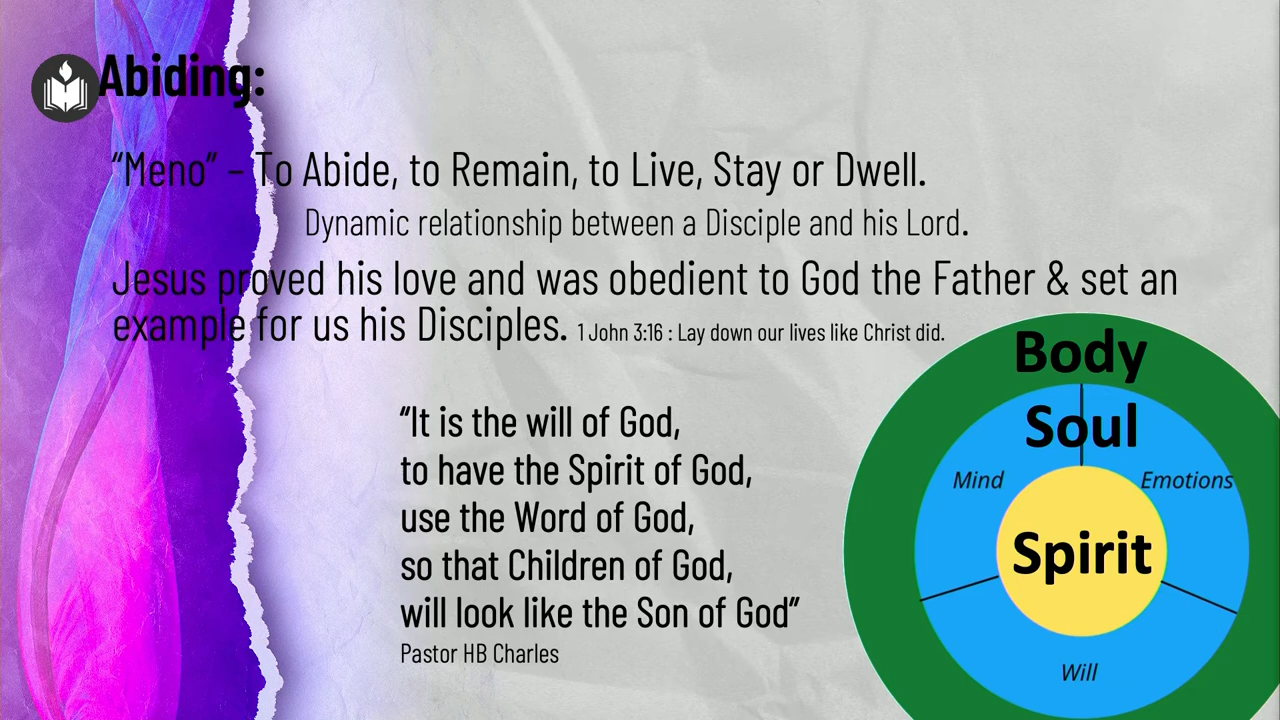 Abiding:
“Meno” – To Abide, to Remain, to Live, Stay or Dwell.
Dynamic relationship between a Disciple and his Lord.
Jesus proved his love and was obedient to God the Father & set an
example for us his Disciples. 1 John 3:16 : Lay down our lives like Christ did.
“It is the will of God,
to have the Spirit of God,
use the Word of God,
so that Children of God,
will look like the Son of God”
Pastor HB Charles
Body
Soul
Mind
Emotions
Spirit
Will